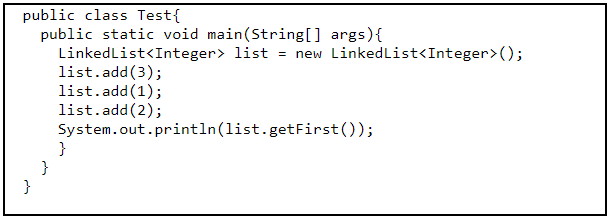 public class Test{
public static void main(String[] args){
LinkedList<Integer> list = new LinkedList<Integer>();
list.add(3);
list.add(1);
list.add(2);
System.out.println(list.getFirst());
}
}
}